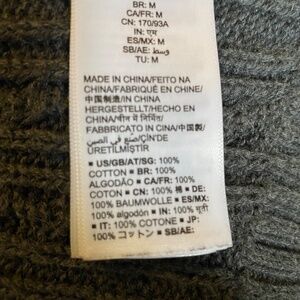 BR: M
CA/FR: M
CN: 170/93A
IN: एम
ES/MX: M
SB/AE: وسط
TU: M
MADE IN CHINA/FEITO NA
CHINA/FABRIQUÉ EN CHINE/
中国制造/IN CHINA
HERGESTELLT/HECHO EN
CHINA/चीन में निर्मित/
FABBRICATO IN CINA/中国製/
صنع في الصين/ÇİN'DE
ÜRETİLMİŞTİR
▪ US/GB/AT/SG: 100%
COTTON ▪ BR: 100%
ALGODÃO ▪ CA/FR: 100%
COTON ▪ CN: 100% 棉 ▪ DE:
100% BAUMWOLLE ▪ ES/MX:
100% algodón ▪ IN: 100% सूती
▪ IT: 100% COTONE ▪ JP:
100% コットン ▪ SB/AE: